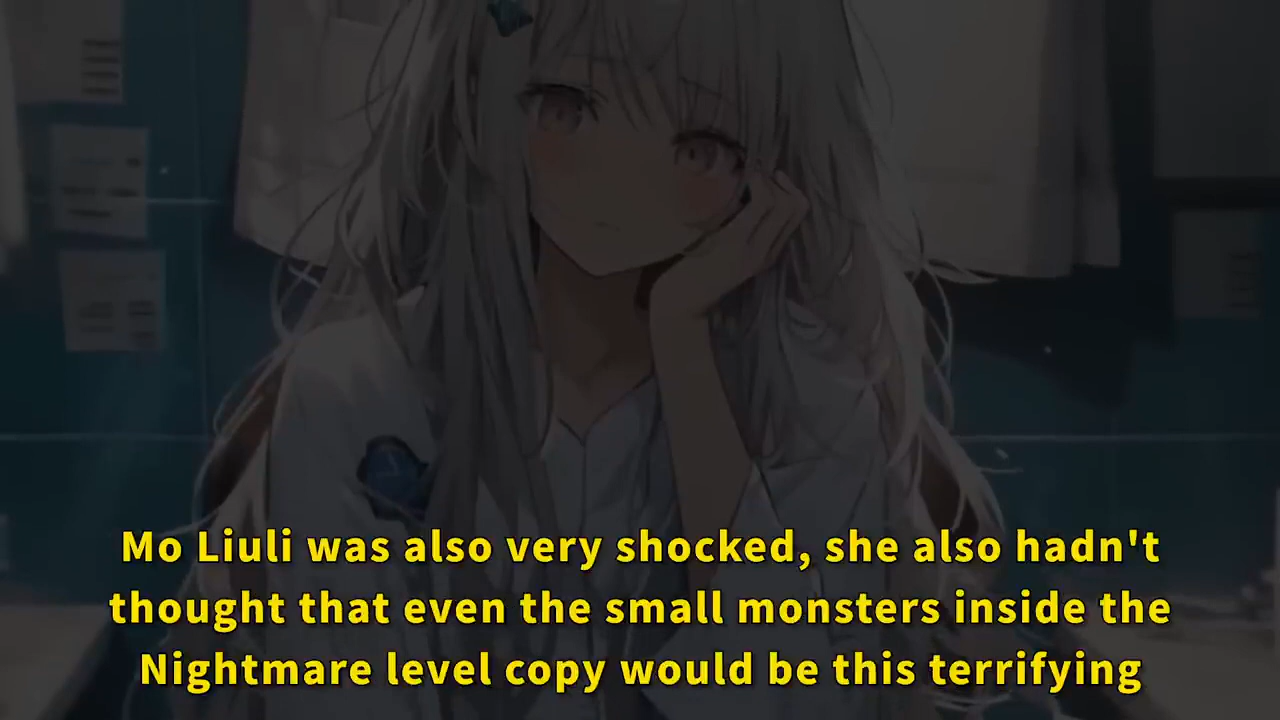 Mo Liuli was also very shocked, she also hadn't
thought that even the small monsters inside the
Nightmare level copy would be this terrifying